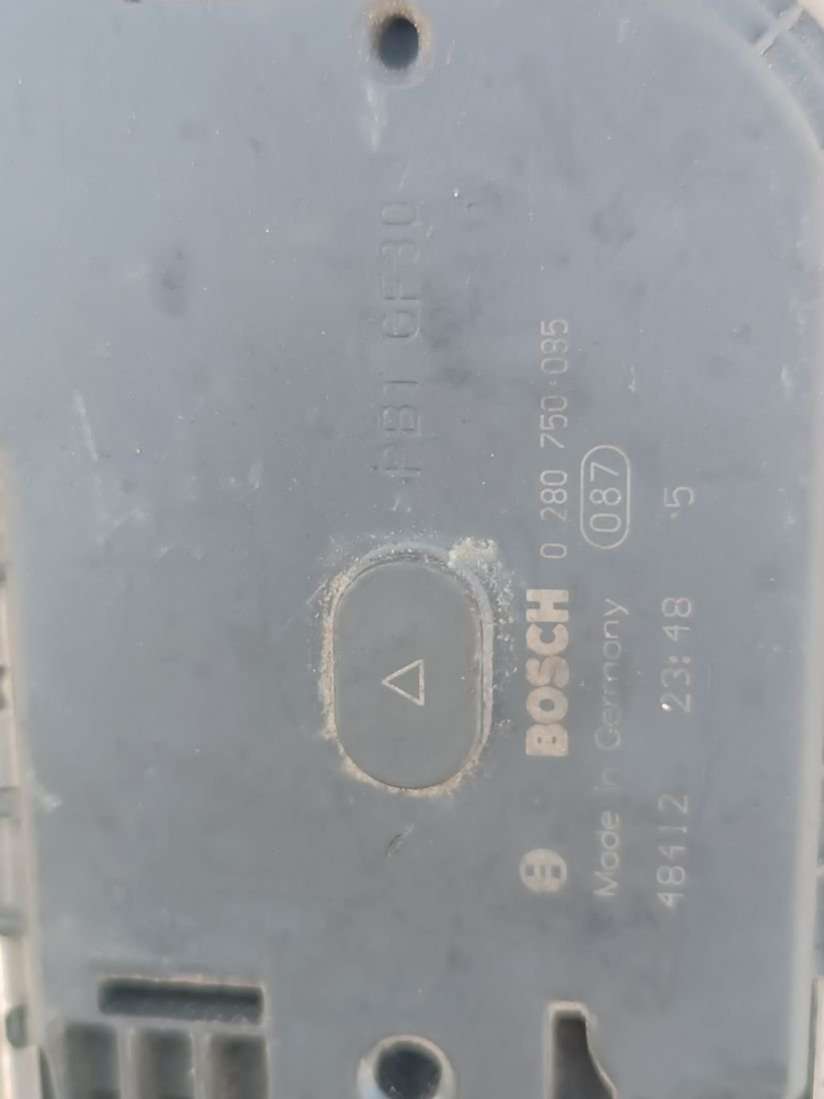 PBT GF30
BOSCH 0 280 750 085
Made in Germany 087
48412 23:48 5